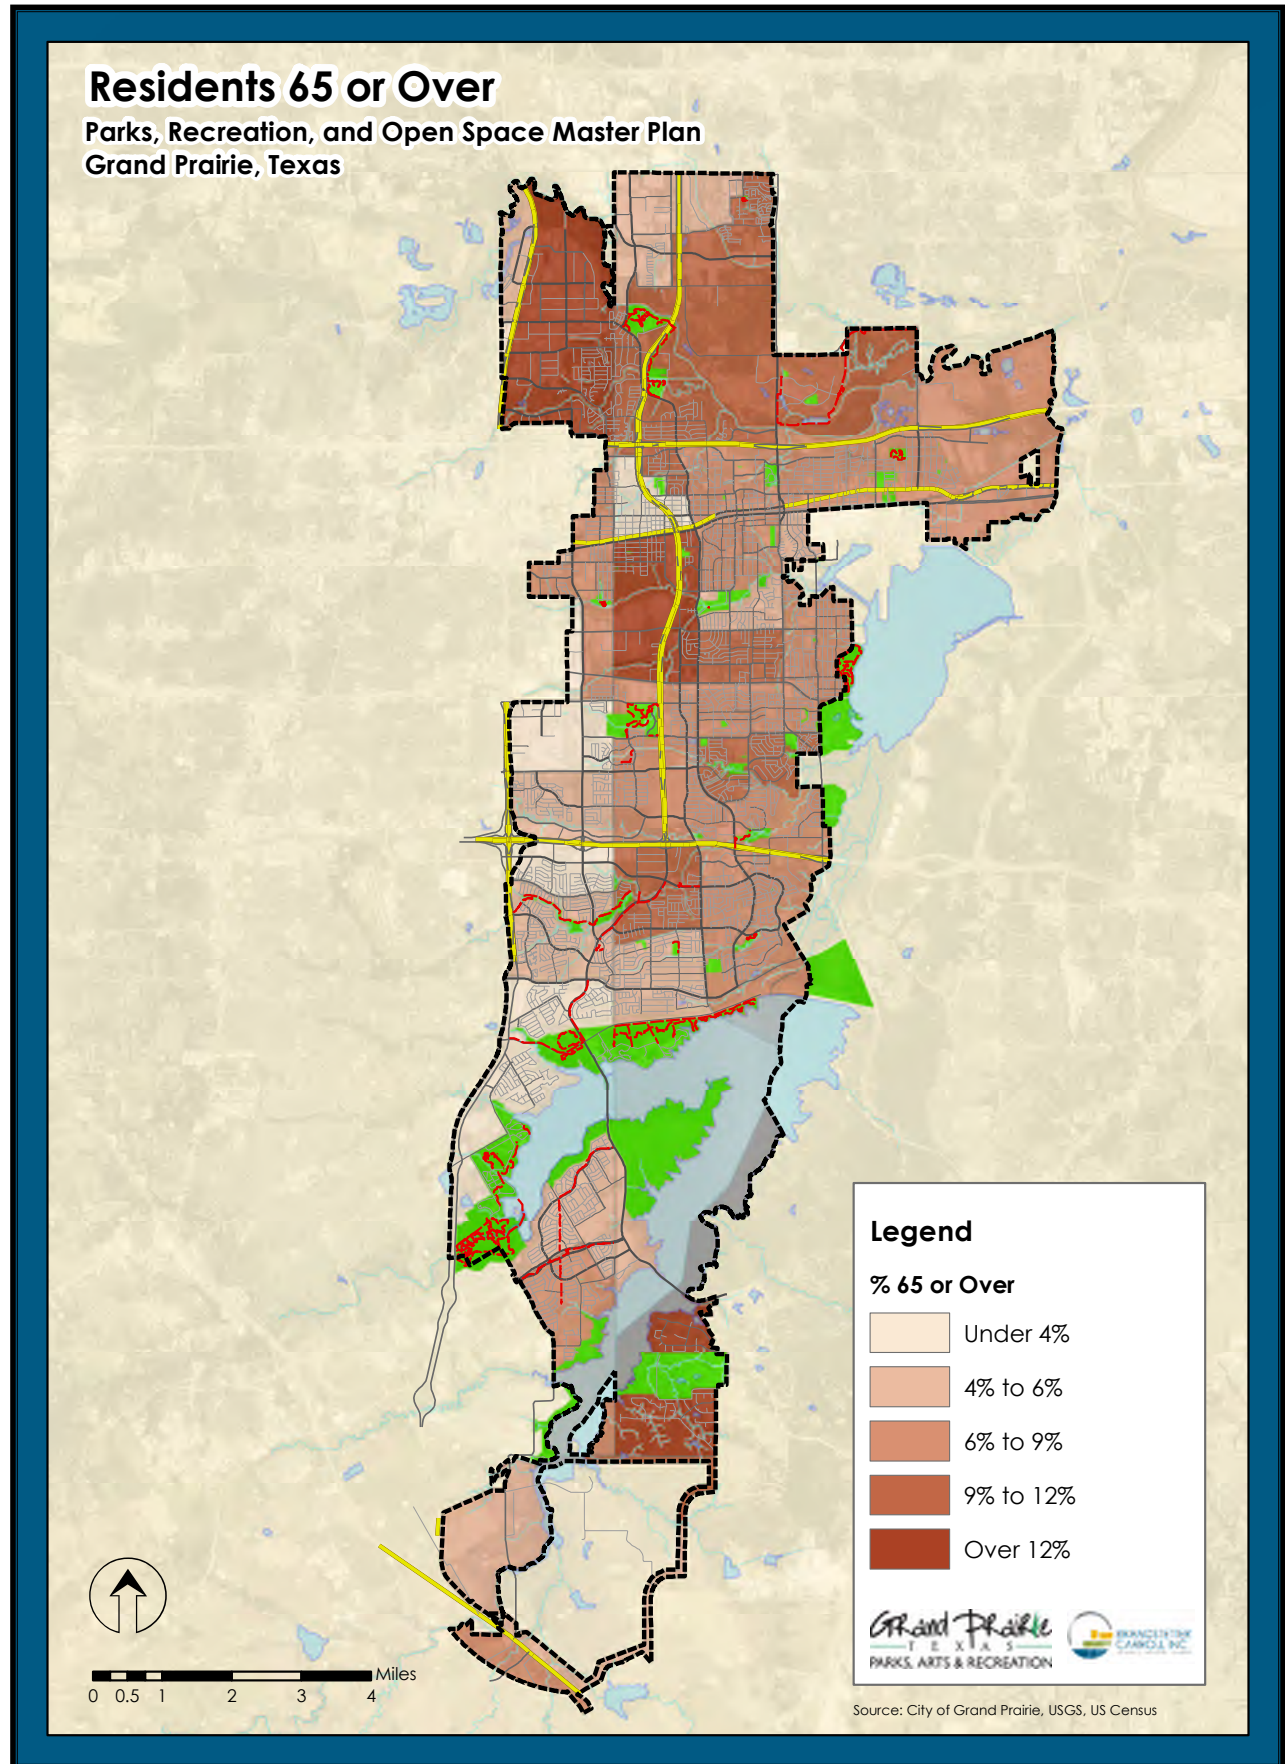 Residents 65 or Over
Parks, Recreation, and Open Space Master Plan
Grand Prairie, Texas
Legend
% 65 or Over
Under 4%
4% to 6%
6% to 9%
9% to 12%
Over 12%
Grand Prairie
TEXAS
PARKS, ARTS & RECREATION
Miles
0 0.5 1 2 3 4
Source: City of Grand Prairie, USGS, US Census